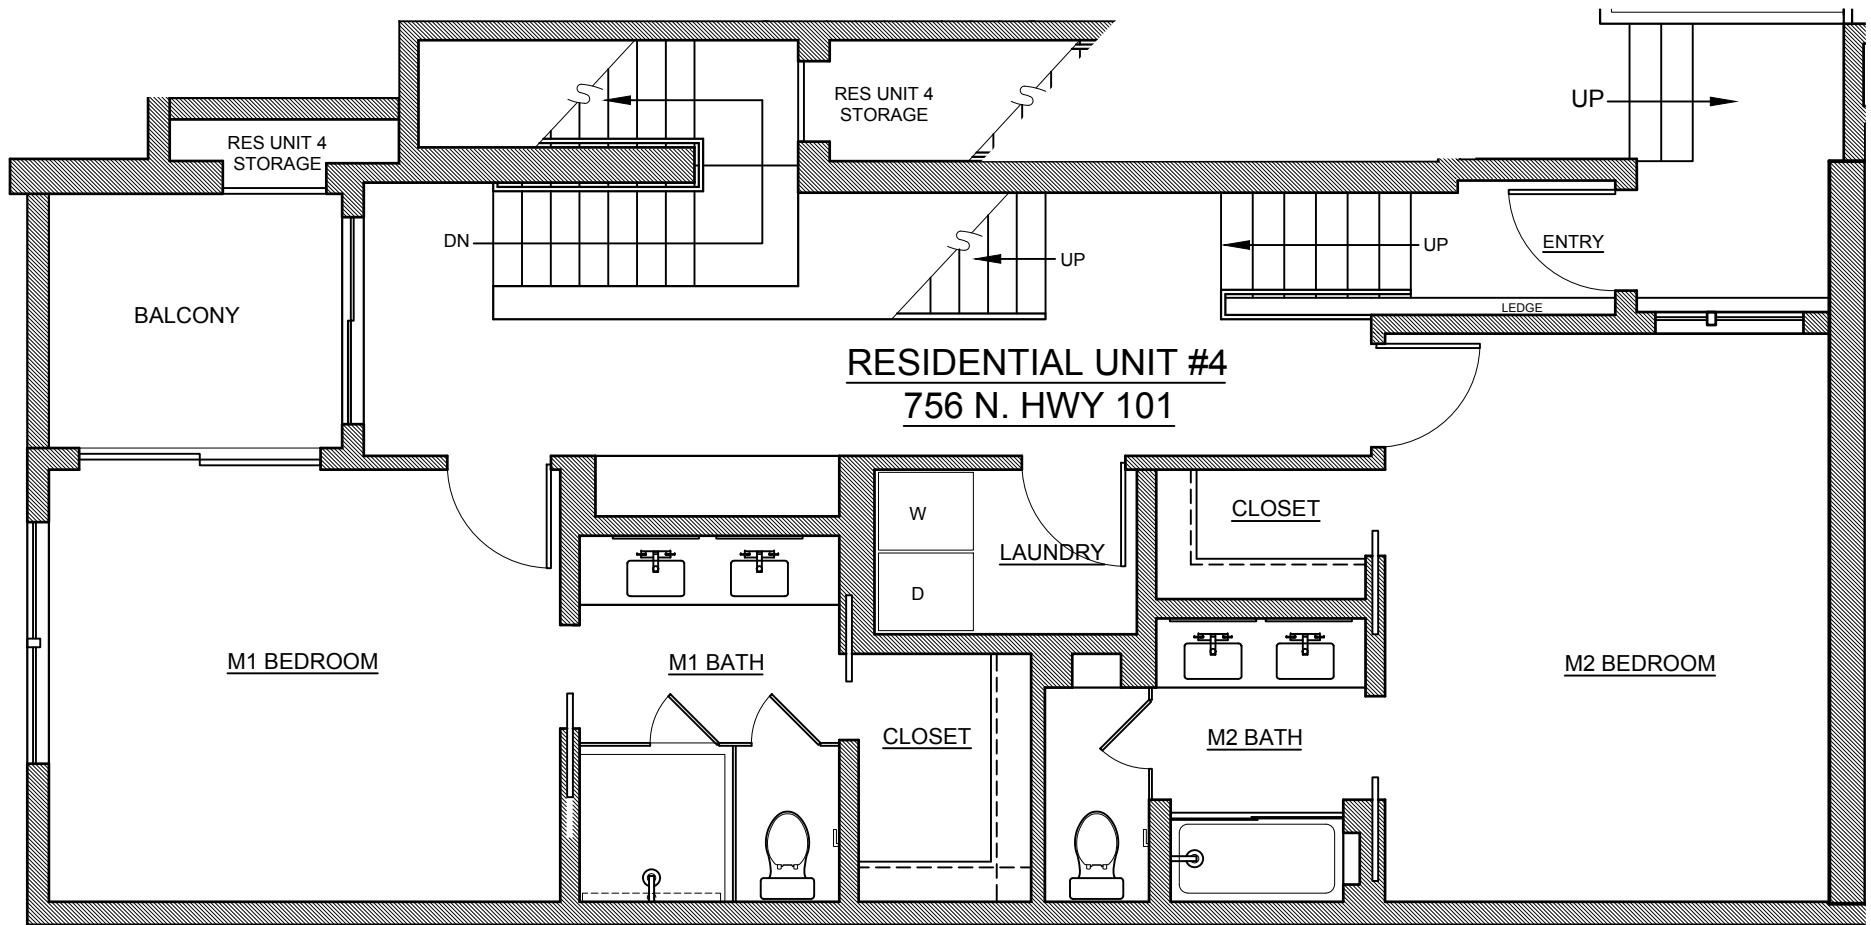 RES UNIT 4
STORAGE
UP
RES UNIT 4
STORAGE
DN
UP
UP
ENTRY
LEDGE
BALCONY
RESIDENTIAL UNIT #4
756 N. HWY 101
W
D
LAUNDRY
CLOSET
M1 BEDROOM
M1 BATH
CLOSET
M2 BATH
M2 BEDROOM